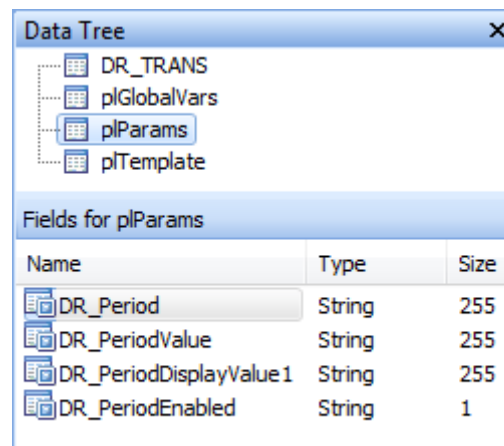 Data Tree
DR_TRANS
plGlobalVars
plParams
plTemplate
Fields for plParams
Name Type Size
DR_Period String 255
DR_PeriodValue String 255
DR_PeriodDisplayValue1 String 255
DR_PeriodEnabled String 1